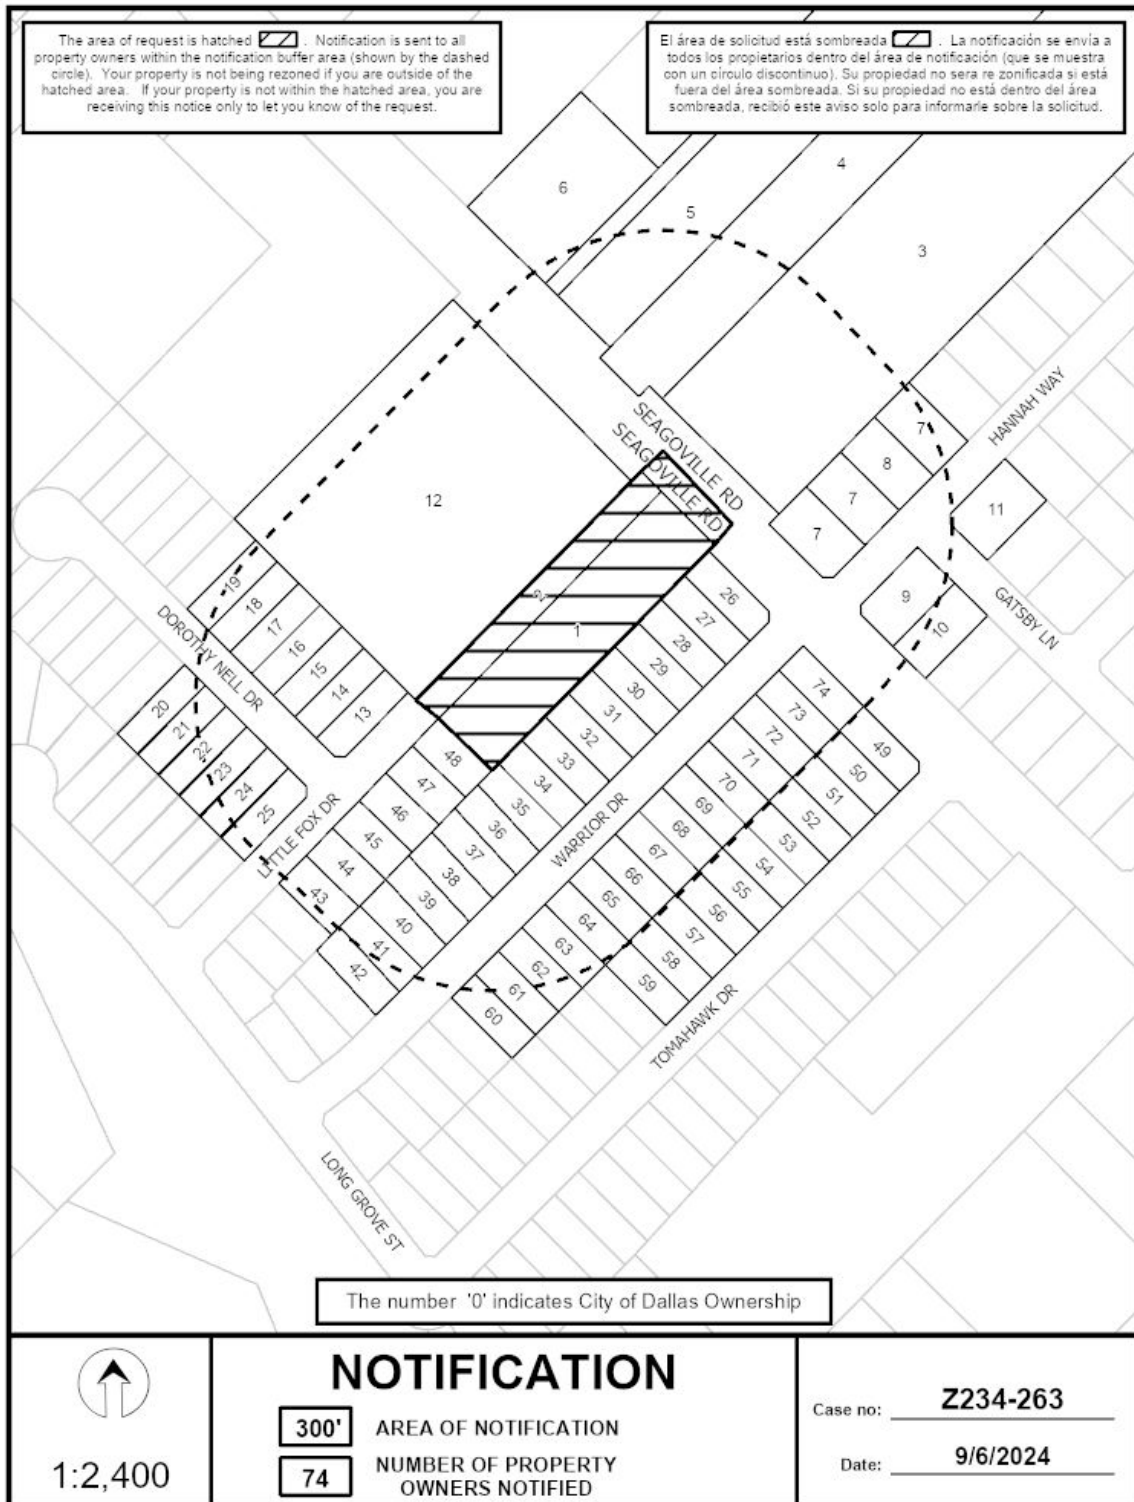 The area of request is hatched . Notification is sent to all
property owners within the notification buffer area (shown by the dashed
circle). Your property is not being rezoned if you are outside of the
hatched area. If your property is not within the hatched area, you are
receiving this notice only to let you know of the request.
El área de solicitud está sombreada . La notificación se envía a
todos los propietarios dentro del área de notificación (que se muestra
con un círculo discontinuo). Su propiedad no sera re zonificada si está
fuera del área sombreada. Si su propiedad no está dentro del área
sombreada, recibió este aviso solo para informarle sobre la solicitud.
4
6
5
3
SEAGOVILLE RD
SEAGOVILLE RD
HANNAH WAY
7
8
7
7
11
12
9
10
GATSBY LN
2
1
19
18
17
16
15
14
13
DOROTHY NELL DR
20
21
22
23
24
25
26
27
28
29
30
31
32
33
34
35
36
37
38
39
40
41
42
48
47
46
45
44
43
LITTLE FOX DR
WARRIOR DR
74
73
72
71
70
69
68
67
66
65
64
63
62
61
60
49
50
51
52
53
54
55
56
57
58
59
TOMAHAWK DR
LONG GROVE ST
The number '0' indicates City of Dallas Ownership
1:2,400
NOTIFICATION
300' AREA OF NOTIFICATION
74 NUMBER OF PROPERTY
OWNERS NOTIFIED
Case no: Z234-263
Date: 9/6/2024